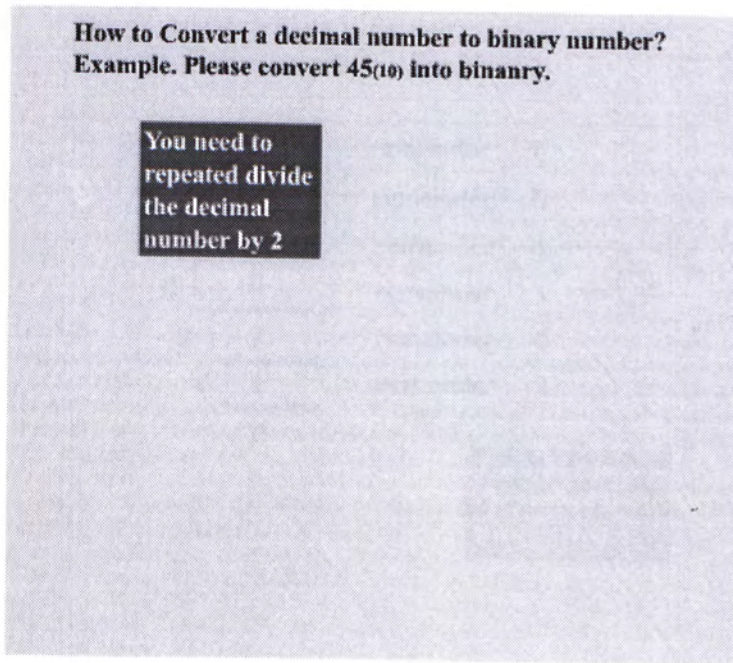 How to Convert a decimal number to binary number?
Example. Please convert 45(10) into binanry.
You need to
repeated divide
the decimal
number by 2